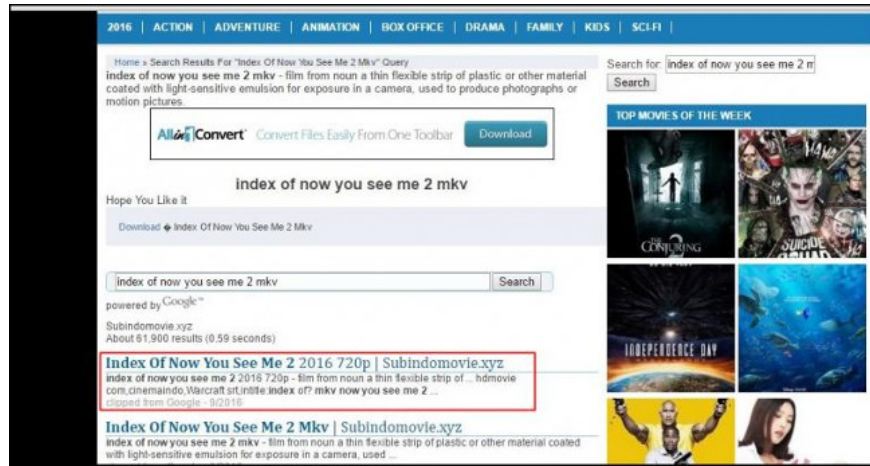 2016 | ACTION | ADVENTURE | ANIMATION | BOX OFFICE | DRAMA | FAMILY | KIDS | SCI-FI |
Home » Search Results For "Index Of Now You See Me 2 Mkv" Query
index of now you see me 2 mkv - film from noun a thin flexible strip of plastic or other material
coated with light-sensitive emulsion for exposure in a camera, used to produce photographs or
motion pictures.
All in 1 Convert Convert Files Easily From One Toolbar Download
index of now you see me 2 mkv
Hope You Like it
Download � Index Of Now You See Me 2 Mkv
index of now you see me 2 mkv Search
powered by Google™
Subindomovie.xyz
About 61,900 results (0.59 seconds)
Index Of Now You See Me 2 2016 720p | Subindomovie.xyz
index of now you see me 2 2016 720p - film from noun a thin flexible strip of ... hdmovie
com,cinemaindo,Warcraft srt,intitle:index of? mkv now you see me 2 ...
clipped from Google - 9/2016
Index Of Now You See Me 2 Mkv | Subindomovie.xyz
index of now you see me 2 mkv - film from noun a thin flexible strip of plastic or other material coated
with light-sensitive emulsion for exposure in a camera, used ...
Search for: index of now you see me 2 m
Search
TOP MOVIES OF THE WEEK
THE CONJURING 2
SUICIDE SQUAD
INDEPENDENCE DAY